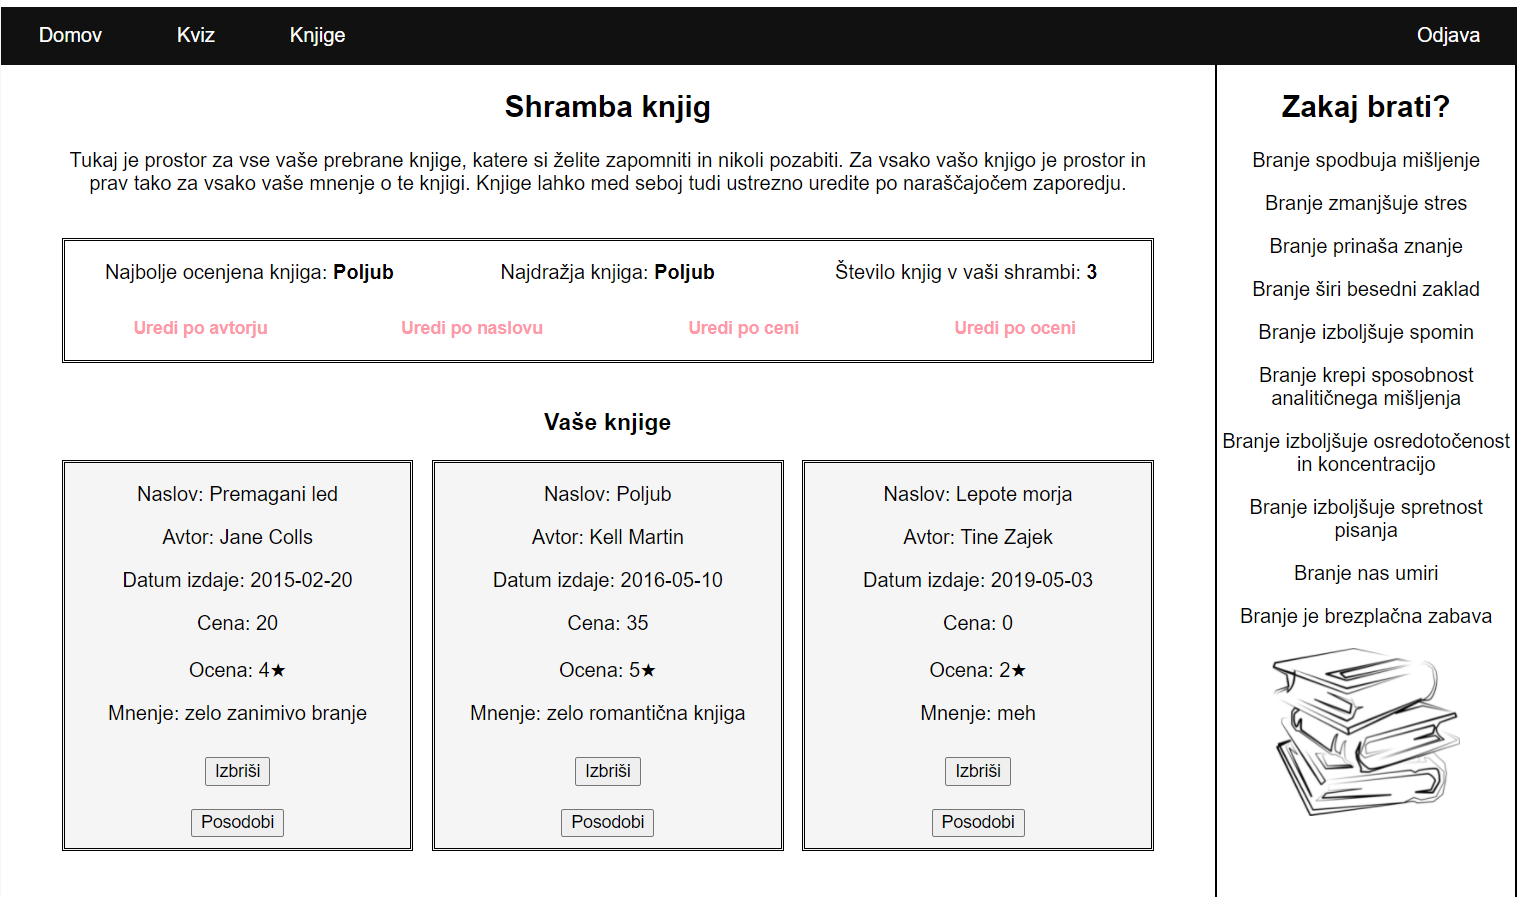 Domov
Kviz
Knjige
Odjava
Shramba knjig
Tukaj je prostor za vse vaše prebrane knjige, katere si želite zapomniti in nikoli pozabiti. Za vsako vašo knjigo je prostor in
prav tako za vsako vaše mnenje o te knjigi. Knjige lahko med seboj tudi ustrezno uredite po naraščajočem zaporedju.
Najbolje ocenjena knjiga: Poljub
Najdražja knjiga: Poljub
Število knjig v vaši shrambi: 3
Uredi po avtorju
Uredi po naslovu
Uredi po ceni
Uredi po oceni
Vaše knjige
Naslov: Premagani led
Avtor: Jane Colls
Datum izdaje: 2015-02-20
Cena: 20
Ocena: 4★
Mnenje: zelo zanimivo branje
Izbriši
Posodobi
Naslov: Poljub
Avtor: Kell Martin
Datum izdaje: 2016-05-10
Cena: 35
Ocena: 5★
Mnenje: zelo romantična knjiga
Izbriši
Posodobi
Naslov: Lepote morja
Avtor: Tine Zajek
Datum izdaje: 2019-05-03
Cena: 0
Ocena: 2★
Mnenje: meh
Izbriši
Posodobi
Zakaj brati?
Branje spodbuja mišljenje
Branje zmanjšuje stres
Branje prinaša znanje
Branje širi besedni zaklad
Branje izboljšuje spomin
Branje krepi sposobnost
analitičnega mišljenja
Branje izboljšuje osredotočenost
in koncentracijo
Branje izboljšuje spretnost
pisanja
Branje nas umiri
Branje je brezplačna zabava